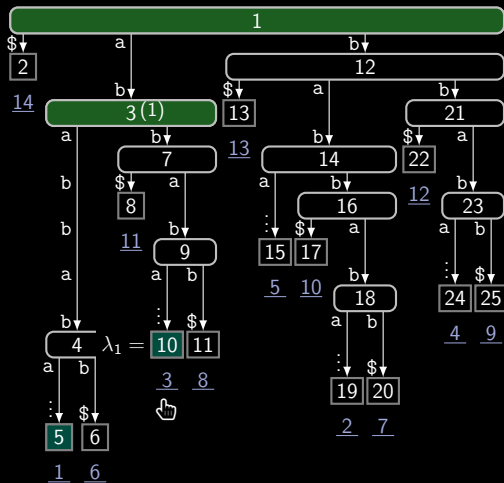 1
$ a b
2 12
14 b $ a b
3 (1) 13 21
a b 13 $
7 14 22
b $ a a b b
8 16 12 23
b 11 b ⋮ $ a ⋮ $
9 15 17 24 25
a ⋮ $ 5 10 b 4 9
b 18
4 λ₁ = 10 11 a b
a b 3 8 ⋮ $
⋮ $ 19 20
5 6 2 7
1 6